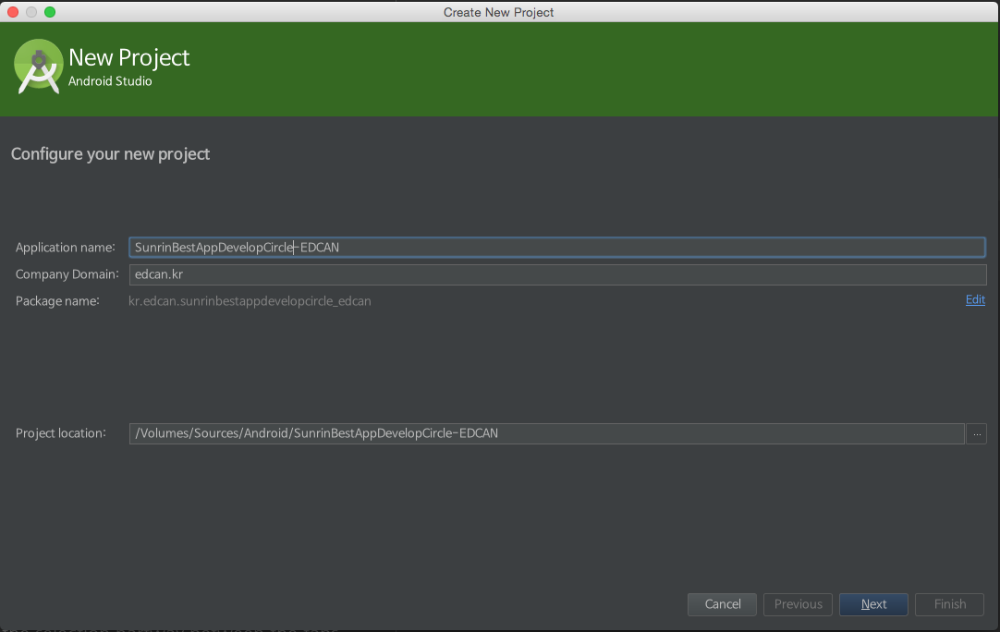 Create New Project
New Project
Android Studio
Configure your new project
Application name: SunrinBestAppDevelopCircle-EDCAN
Company Domain: edcan.kr
Package name: kr.edcan.sunrinbestappdevelopcircle_edcan Edit
Project location: /Volumes/Sources/Android/SunrinBestAppDevelopCircle-EDCAN ...
Cancel Previous Next Finish